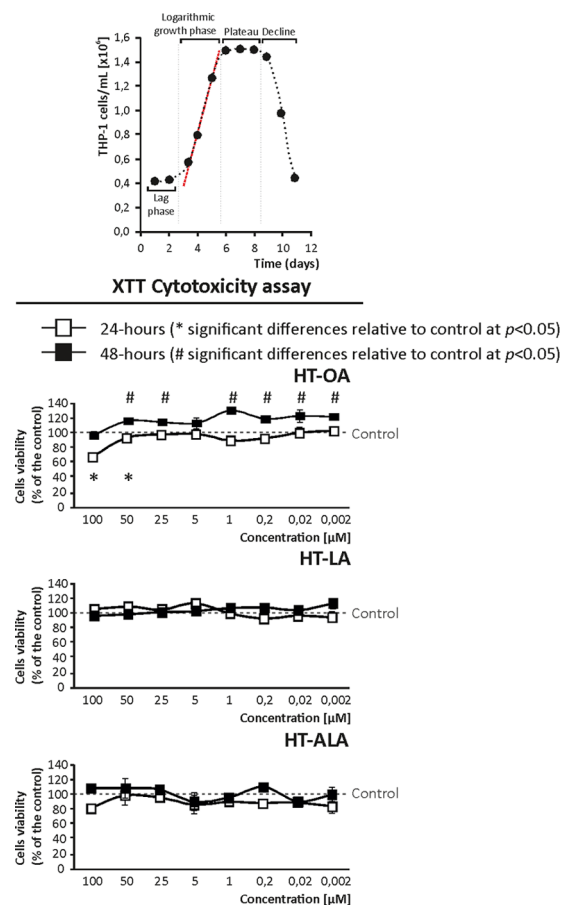 Logarithmic
growth phase Plateau Decline
THP-1 cells/mL [x10⁶]
1,6
1,4
1,2
1,0
0,8
0,6
0,4
0,2
0,0
Lag
phase
0 2 4 6 8 10 12
Time (days)
XTT Cytotoxicity assay
24-hours (* significant differences relative to control at p<0.05)
48-hours (# significant differences relative to control at p<0.05)
HT-OA
Cells viability
(% of the control)
140
120
100
80
60
40
20
0
# # # # # #
Control
* *
100 50 25 5 1 0,2 0,02 0,002
Concentration [µM]
HT-LA
Cells viability
(% of the control)
140
120
100
80
60
40
20
0
Control
100 50 25 5 1 0,2 0,02 0,002
Concentration [µM]
HT-ALA
Cells viability
(% of the control)
140
120
100
80
60
40
20
0
Control
100 50 25 5 1 0,2 0,02 0,002
Concentration [µM]